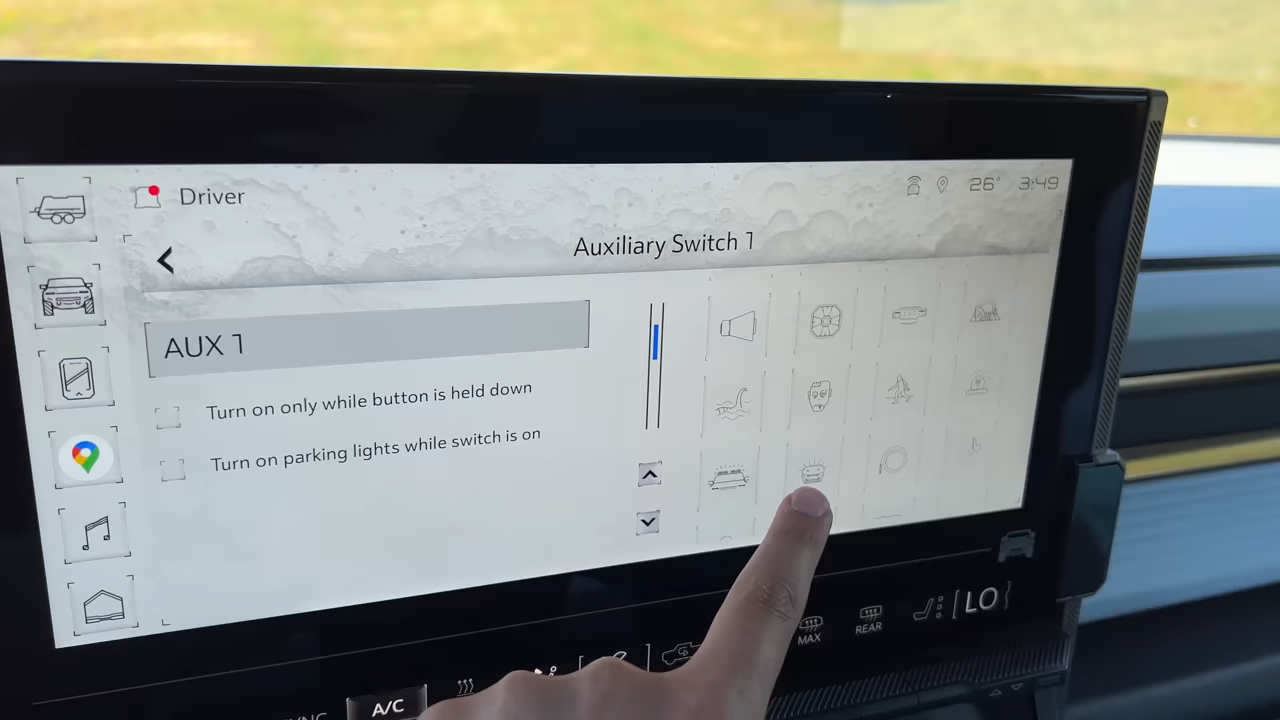 Driver
26° 3:49
Auxiliary Switch 1
AUX 1
Turn on only while button is held down
Turn on parking lights while switch is on
MAX
REAR
LO
A/C